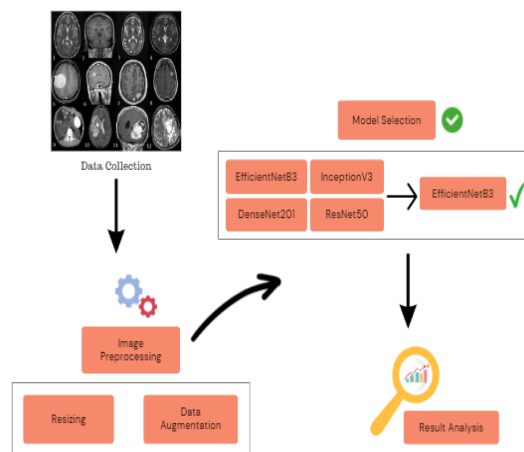 Data Collection
Image
Preprocessing
Resizing
Data
Augmentation
Model Selection
EfficientNetB3
InceptionV3
DenseNet201
ResNet50
EfficientNetB3
Result Analysis